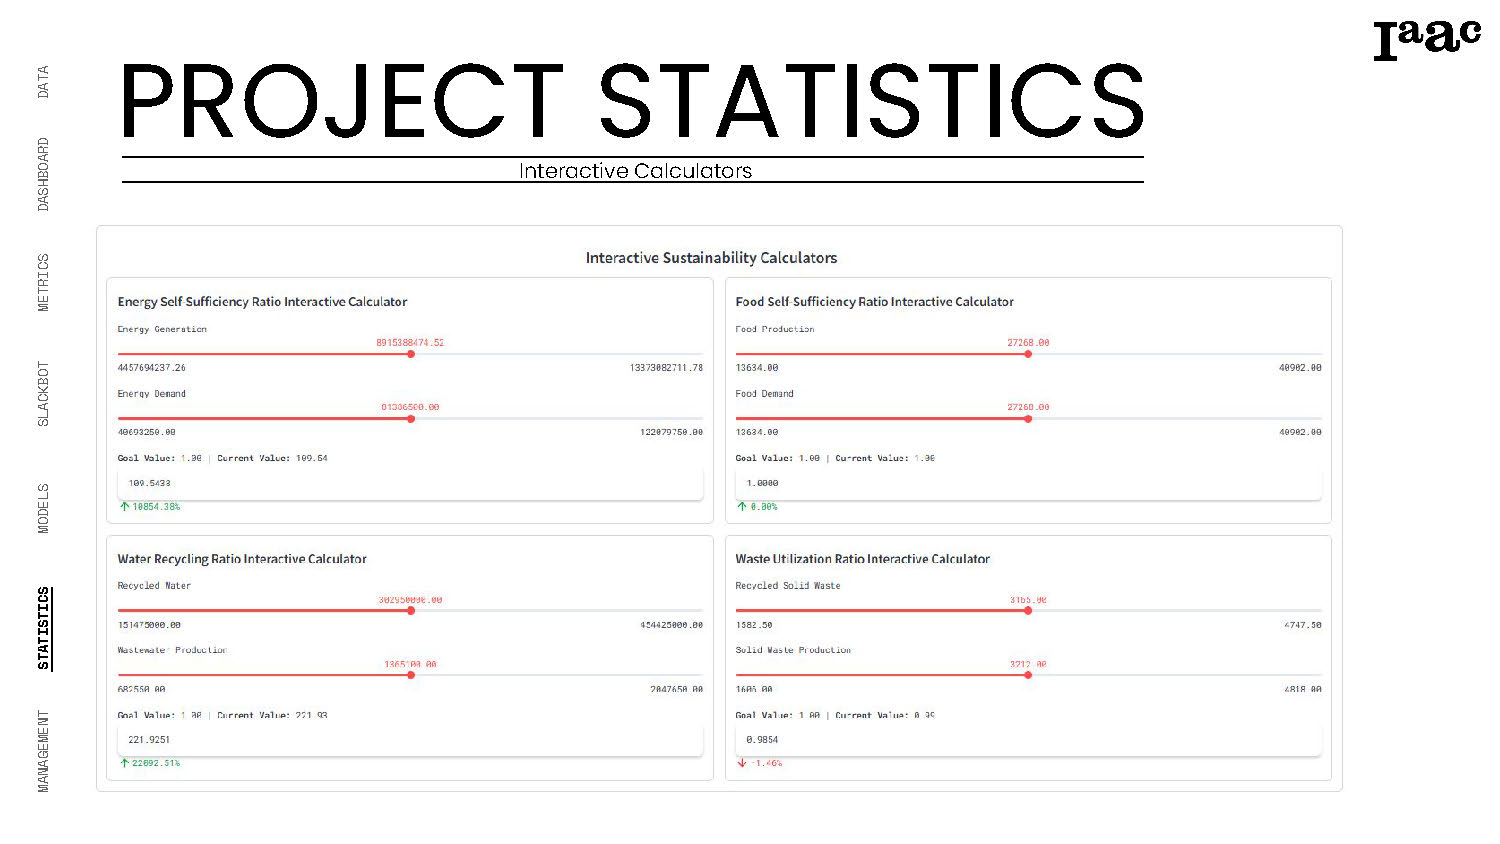 Iaac
PROJECT STATISTICS
Interactive Calculators
DATA
DASHBOARD
METRICS
SLACKBOT
MODELS
STATISTICS
MANAGEMENT
Interactive Sustainability Calculators
Energy Self-Sufficiency Ratio Interactive Calculator
Energy Generation
8915388474.52
4457694237.26 13373082711.78
Energy Demand
81386500.00
40693250.00 122079750.00
Goal Value: 1.00 | Current Value: 109.54
109.5438
10854.38%
Food Self-Sufficiency Ratio Interactive Calculator
Food Production
27268.00
13634.00 40902.00
Food Demand
27268.00
13634.00 40902.00
Goal Value: 1.00 | Current Value: 1.00
1.0000
0.00%
Water Recycling Ratio Interactive Calculator
Recycled Water
302950000.00
151475000.00 454425000.00
Wastewater Production
1365100.00
682550.00 2047650.00
Goal Value: 1.00 | Current Value: 221.93
221.9251
22092.51%
Waste Utilization Ratio Interactive Calculator
Recycled Solid Waste
3165.00
1582.50 4747.50
Solid Waste Production
3212.00
1606.00 4818.00
Goal Value: 1.00 | Current Value: 0.99
0.9854
-1.46%